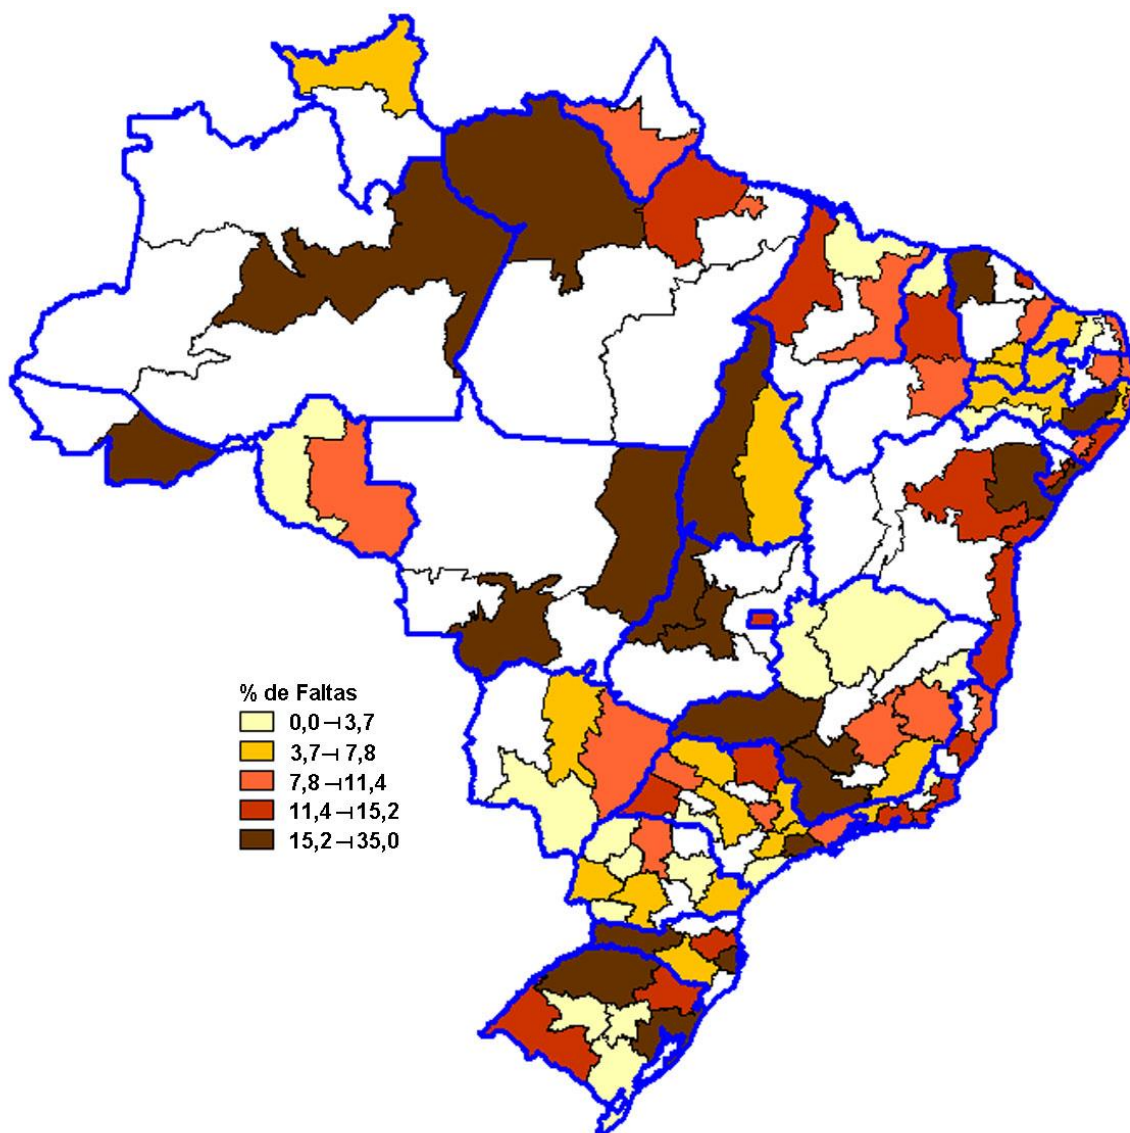 % de Faltas
0,0 ⊣ 3,7
3,7 ⊣ 7,8
7,8 ⊣ 11,4
11,4 ⊣ 15,2
15,2 ⊣ 35,0